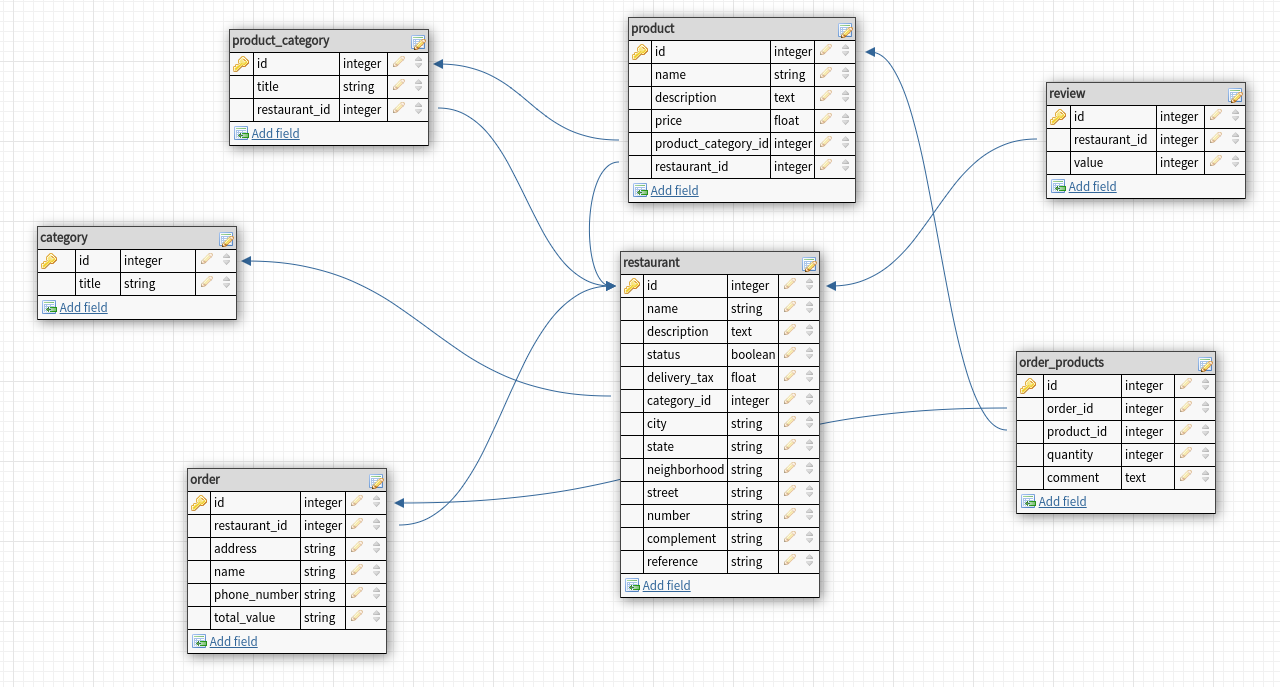 product_category
id integer
title string
restaurant_id integer
Add field
product
id integer
name string
description text
price float
product_category_id integer
restaurant_id integer
Add field
review
id integer
restaurant_id integer
value integer
Add field
category
id integer
title string
Add field
restaurant
id integer
name string
description text
status boolean
delivery_tax float
category_id integer
city string
state string
neighborhood string
street string
number string
complement string
reference string
Add field
order_products
id integer
order_id integer
product_id integer
quantity integer
comment text
Add field
order
id integer
restaurant_id integer
address string
name string
phone_number string
total_value string
Add field